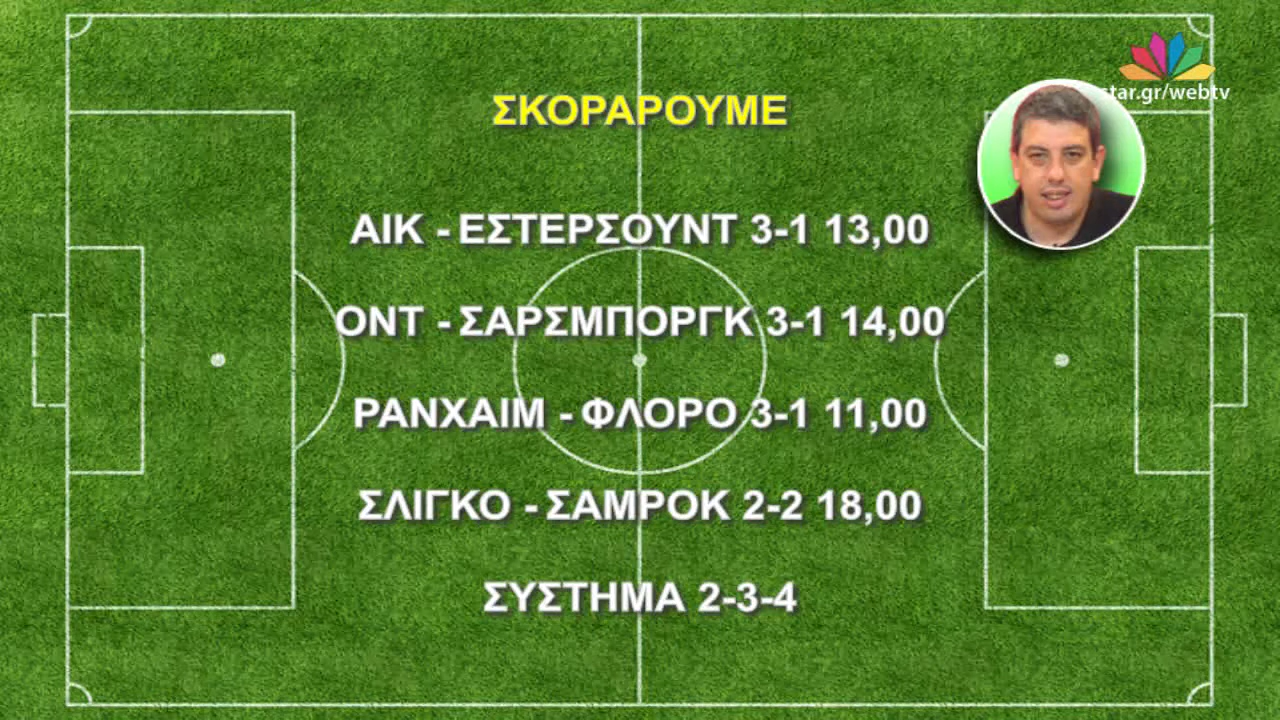 star.gr/webtv
ΣΚΟΡΑΡΟΥΜΕ
ΑΙΚ - ΕΣΤΕΡΣΟΥΝΤ 3-1 13,00
ΟΝΤ - ΣΑΡΣΜΠΟΡΓΚ 3-1 14,00
ΡΑΝΧΑΙΜ - ΦΛΟΡΟ 3-1 11,00
ΣΛΙΓΚΟ - ΣΑΜΡΟΚ 2-2 18,00
ΣΥΣΤΗΜΑ 2-3-4